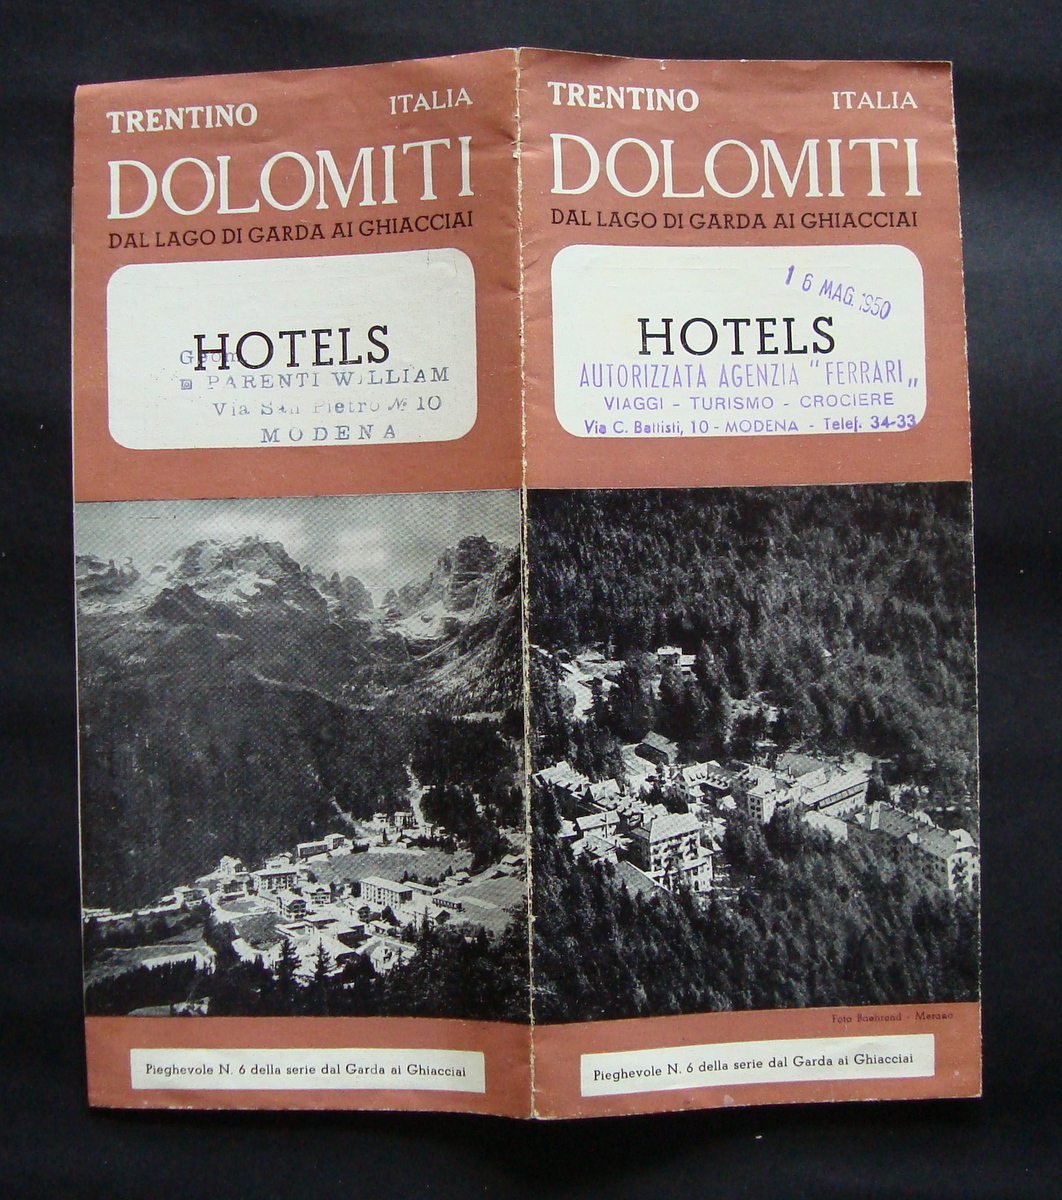 TRENTINO ITALIA
DOLOMITI
DAL LAGO DI GARDA AI GHIACCIAI
HOTELS
Geom.
PARENTI WILLIAM
Via San Pietro № 10
MODENA
Pieghevole N. 6 della serie dal Garda ai Ghiacciai
TRENTINO ITALIA
DOLOMITI
DAL LAGO DI GARDA AI GHIACCIAI
16 MAG. 1950
HOTELS
AUTORIZZATA AGENZIA "FERRARI„
VIAGGI - TURISMO - CROCIERE
Via C. Battisti, 10 - MODENA - Telef. 34-33
Foto Baehrend - Merano
Pieghevole N. 6 della serie dal Garda ai Ghiacciai